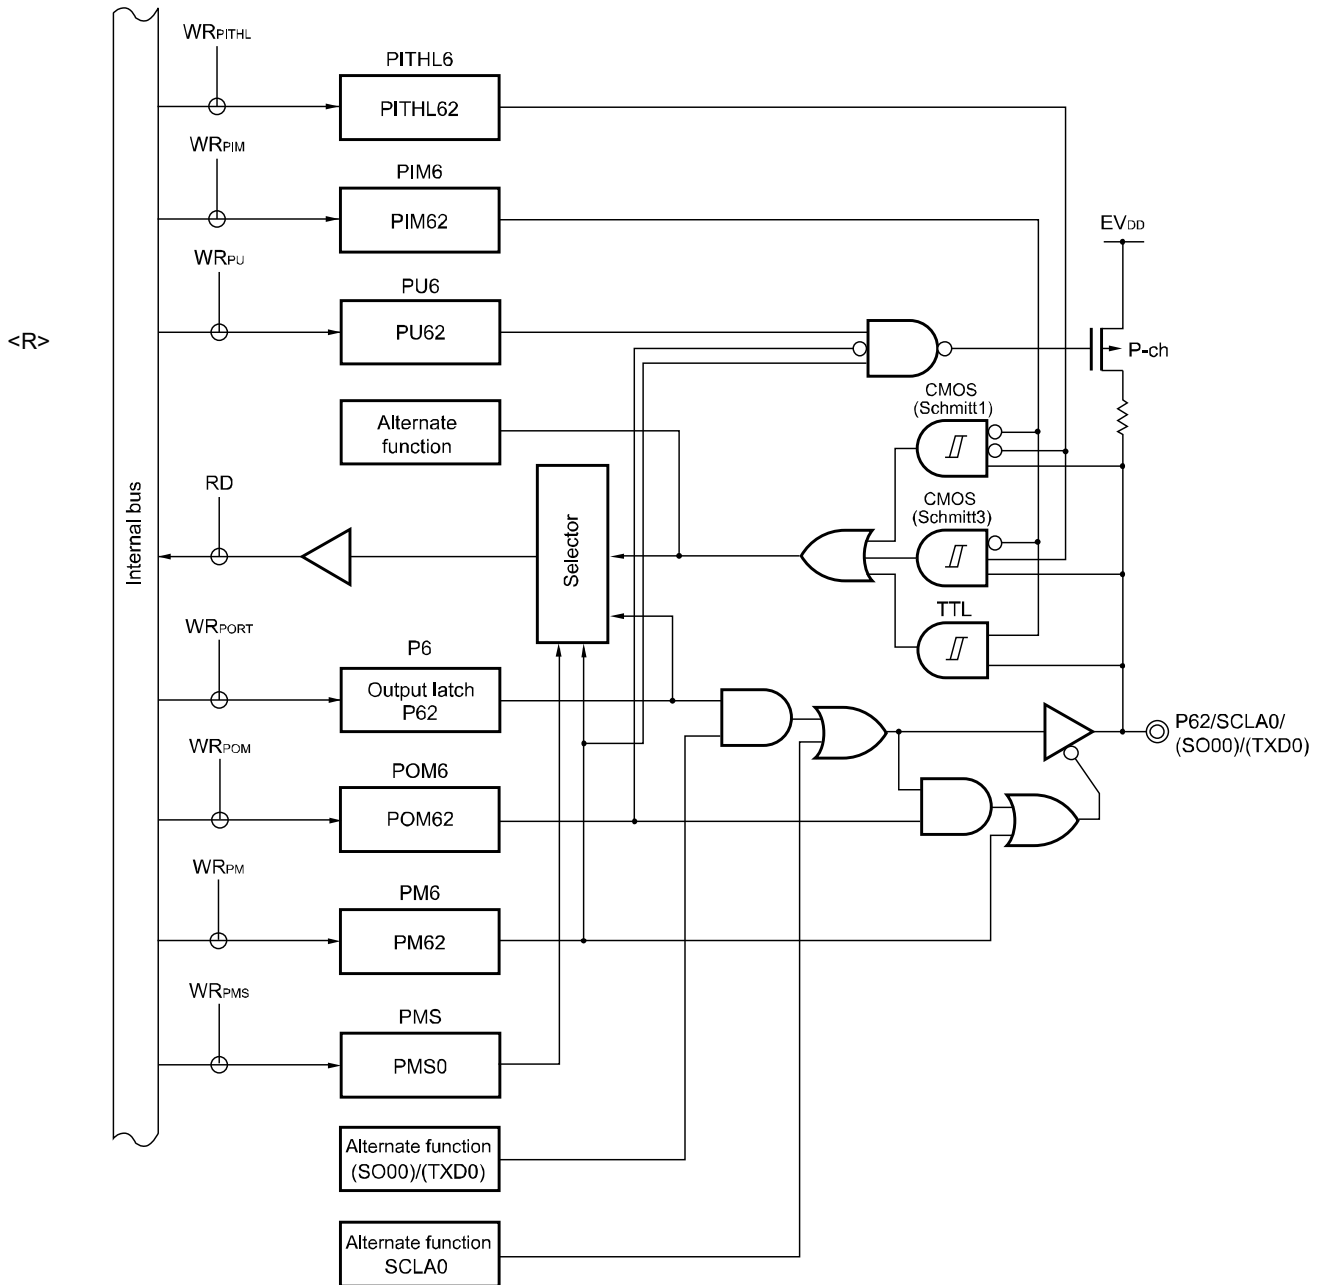 WRPITHL
PITHL6
PITHL62
WRPIM
PIM6
PIM62
WRPU
PU6
PU62
EVDD
P-ch
<R>
CMOS
(Schmitt1)
Alternate
function
RD
CMOS
(Schmitt3)
Internal bus
Selector
TTL
WRPORT
P6
Output latch
P62
P62/SCLA0/
(SO00)/(TXD0)
WRPOM
POM6
POM62
WRPM
PM6
PM62
WRPMS
PMS
PMS0
Alternate function
(SO00)/(TXD0)
Alternate function
SCLA0